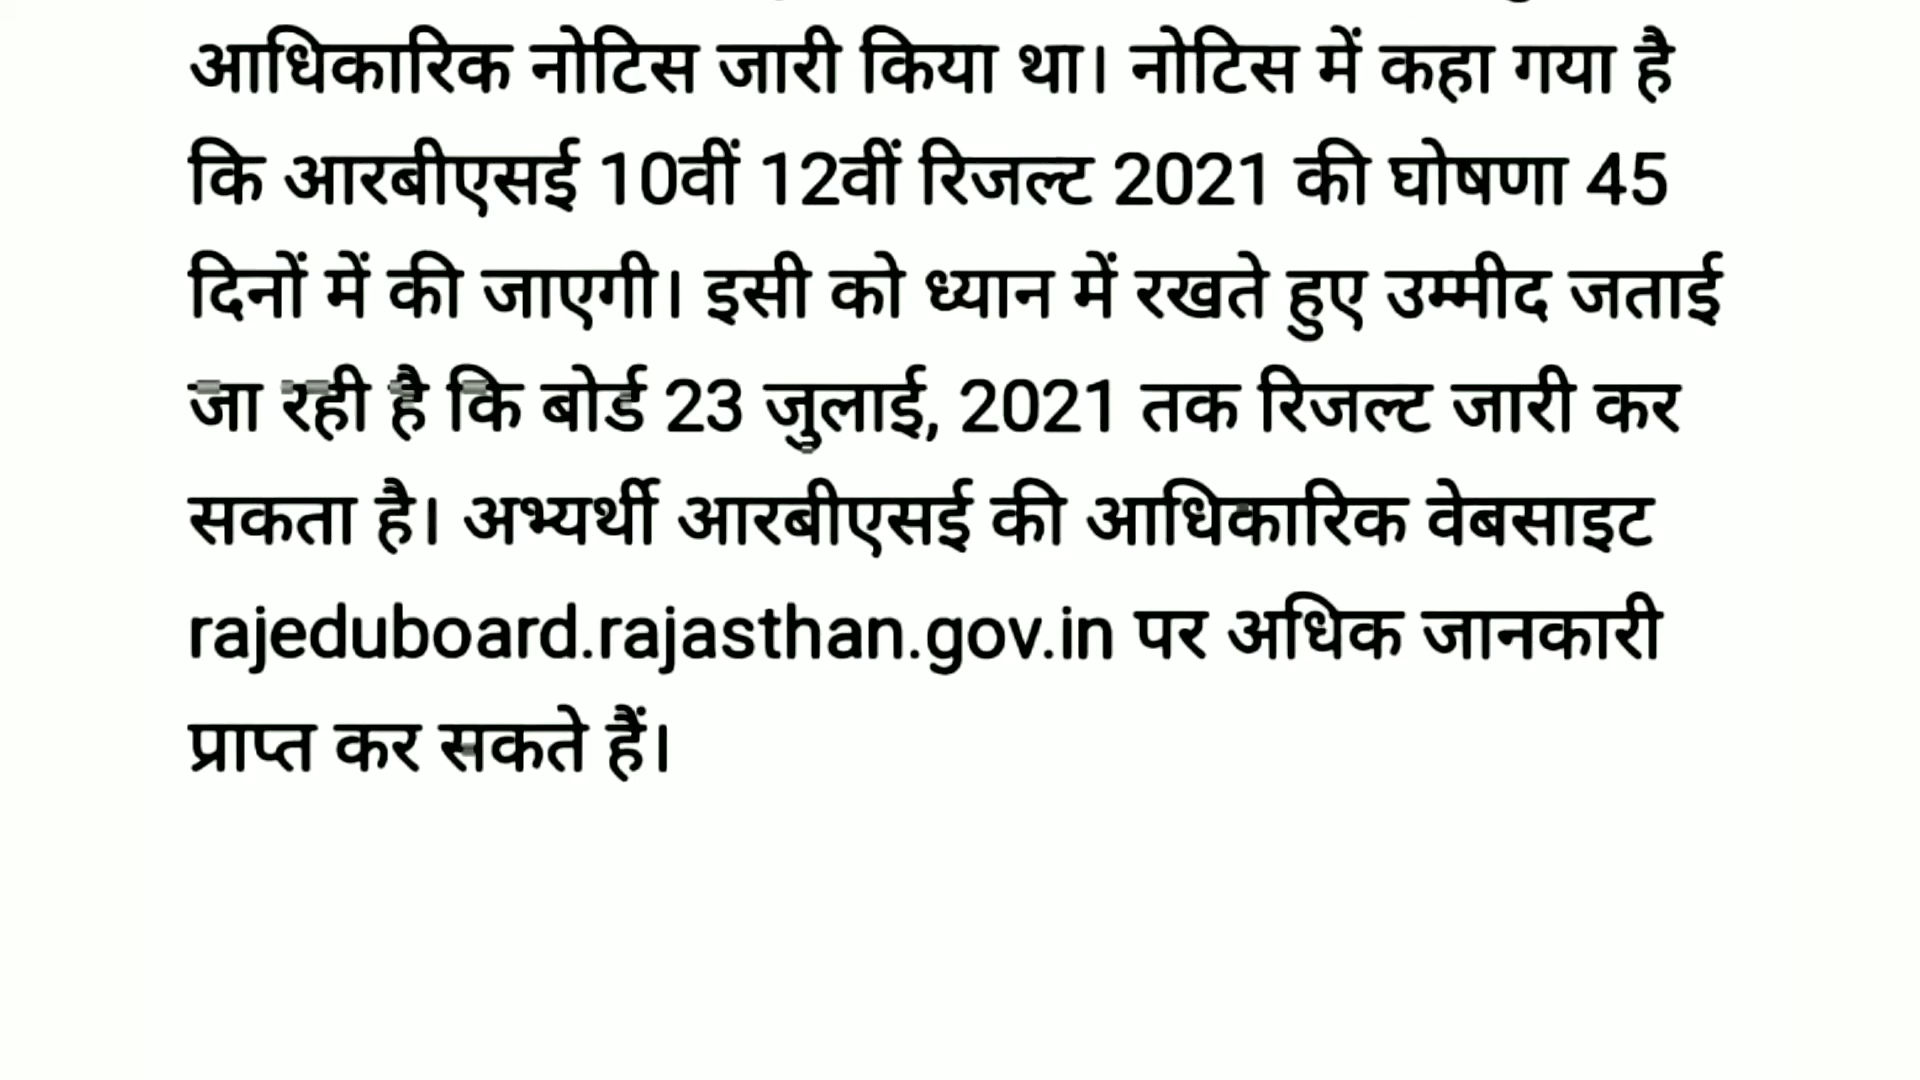 आधिकारिक नोटिस जारी किया था। नोटिस में कहा गया है
कि आरबीएसई 10वीं 12वीं रिजल्ट 2021 की घोषणा 45
दिनों में की जाएगी। इसी को ध्यान में रखते हुए उम्मीद जताई
जा रही है कि बोर्ड 23 जुलाई, 2021 तक रिजल्ट जारी कर
सकता है। अभ्यर्थी आरबीएसई की आधिकारिक वेबसाइट
rajeduboard.rajasthan.gov.in पर अधिक जानकारी
प्राप्त कर सकते हैं।